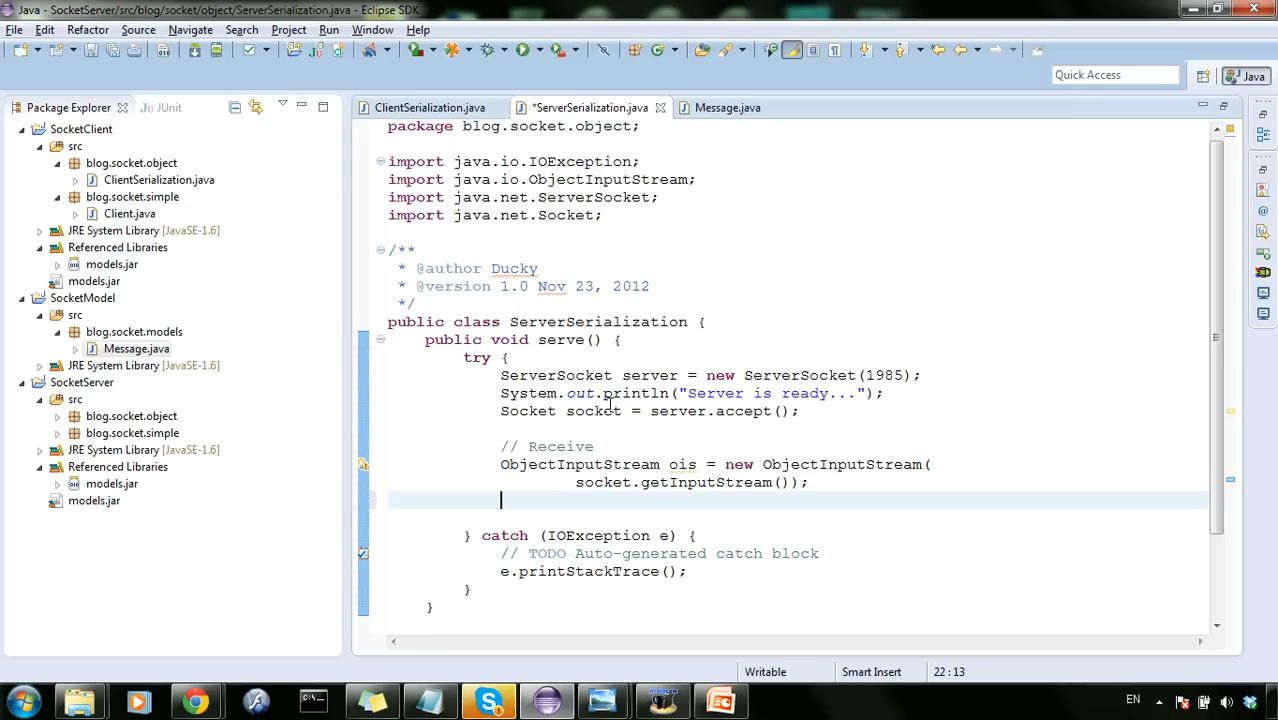 Java - SocketServer/src/blog/socket/object/ServerSerialization.java - Eclipse SDK
File Edit Refactor Source Navigate Search Project Run Window Help
Quick Access
Java
Package Explorer
JUnit
ClientSerialization.java
*ServerSerialization.java
Message.java
SocketClient
src
blog.socket.object
ClientSerialization.java
blog.socket.simple
Client.java
JRE System Library [JavaSE-1.6]
Referenced Libraries
models.jar
models.jar
SocketModel
src
blog.socket.models
Message.java
JRE System Library [JavaSE-1.6]
SocketServer
src
blog.socket.object
blog.socket.simple
JRE System Library [JavaSE-1.6]
Referenced Libraries
models.jar
models.jar
package blog.socket.object;
import java.io.IOException;
import java.io.ObjectInputStream;
import java.net.ServerSocket;
import java.net.Socket;
/**
* @author Ducky
* @version 1.0 Nov 23, 2012
*/
public class ServerSerialization {
public void serve() {
try {
ServerSocket server = new ServerSocket(1985);
System.out.println("Server is ready...");
Socket socket = server.accept();
// Receive
ObjectInputStream ois = new ObjectInputStream(
socket.getInputStream());
} catch (IOException e) {
// TODO Auto-generated catch block
e.printStackTrace();
}
}
Writable
Smart Insert
22:13
EN